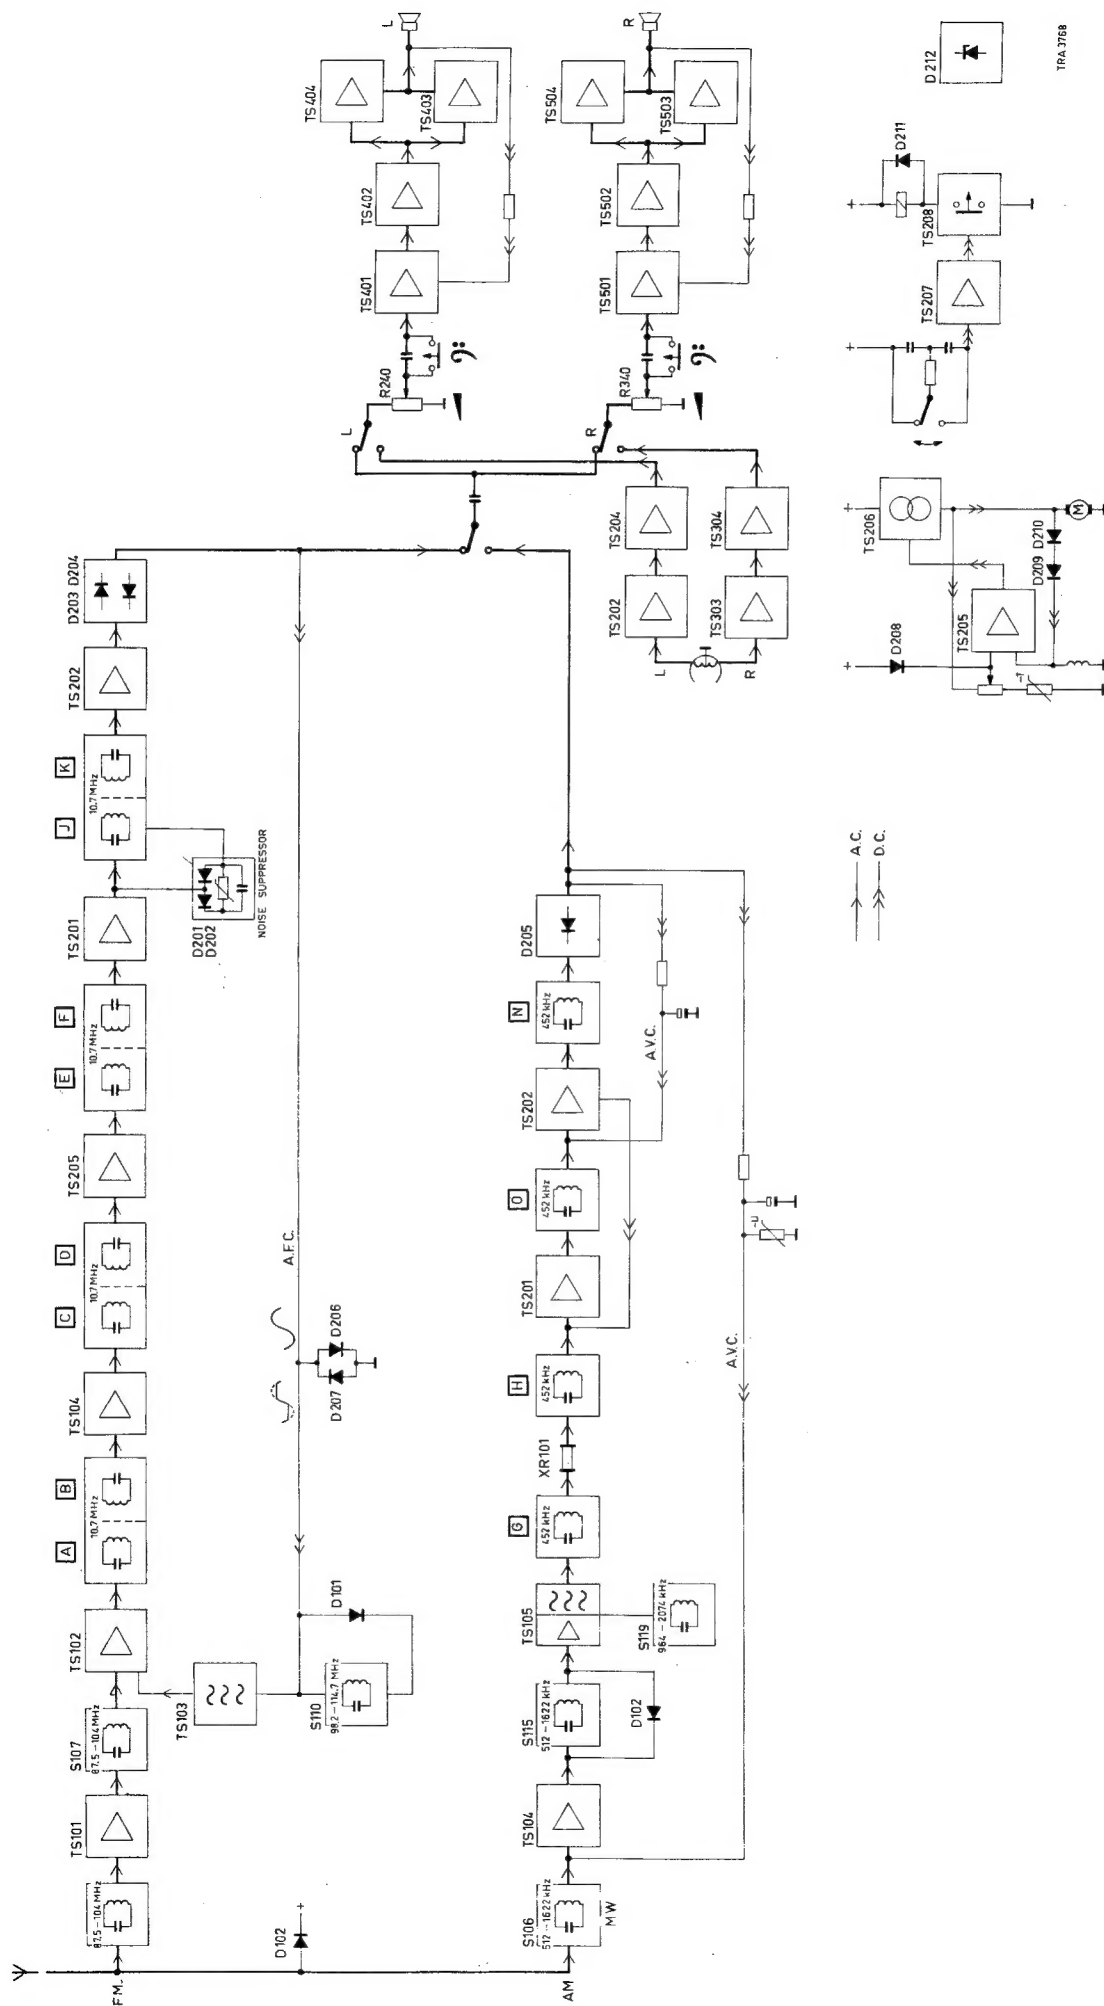 FM.
87,5-104 MHz
TS101
S107
87,5-104 MHz
TS102
A
B
10,7 MHz
TS104
C
D
10,7 MHz
TS205
E
F
10,7 MHz
TS201
J
K
10,7 MHz
TS202
D203 D204
D201
D202
NOISE SUPPRESSOR
TS103
S110
98,2-114,7 MHz
D101
A.F.C.
D207
D206
D102
+
AM
S106
512-1622 kHz
MW
TS104
S115
512-1622 kHz
D102
TS105
S119
964-2074 kHz
G
452 kHz
XR101
H
452 kHz
TS201
O
452 kHz
TS202
N
452 kHz
D205
A.V.C.
A.V.C.
-U
L
R
TS202
TS204
TS303
TS304
L
R
R240
TS401
TS402
TS404
TS403
L
R340
TS501
TS502
TS504
TS503
R
A.C.
D.C.
+
D208
TS205
-T
+
TS206
D209
D210
M
+
TS207
+
TS208
D211
D212
TRA3768